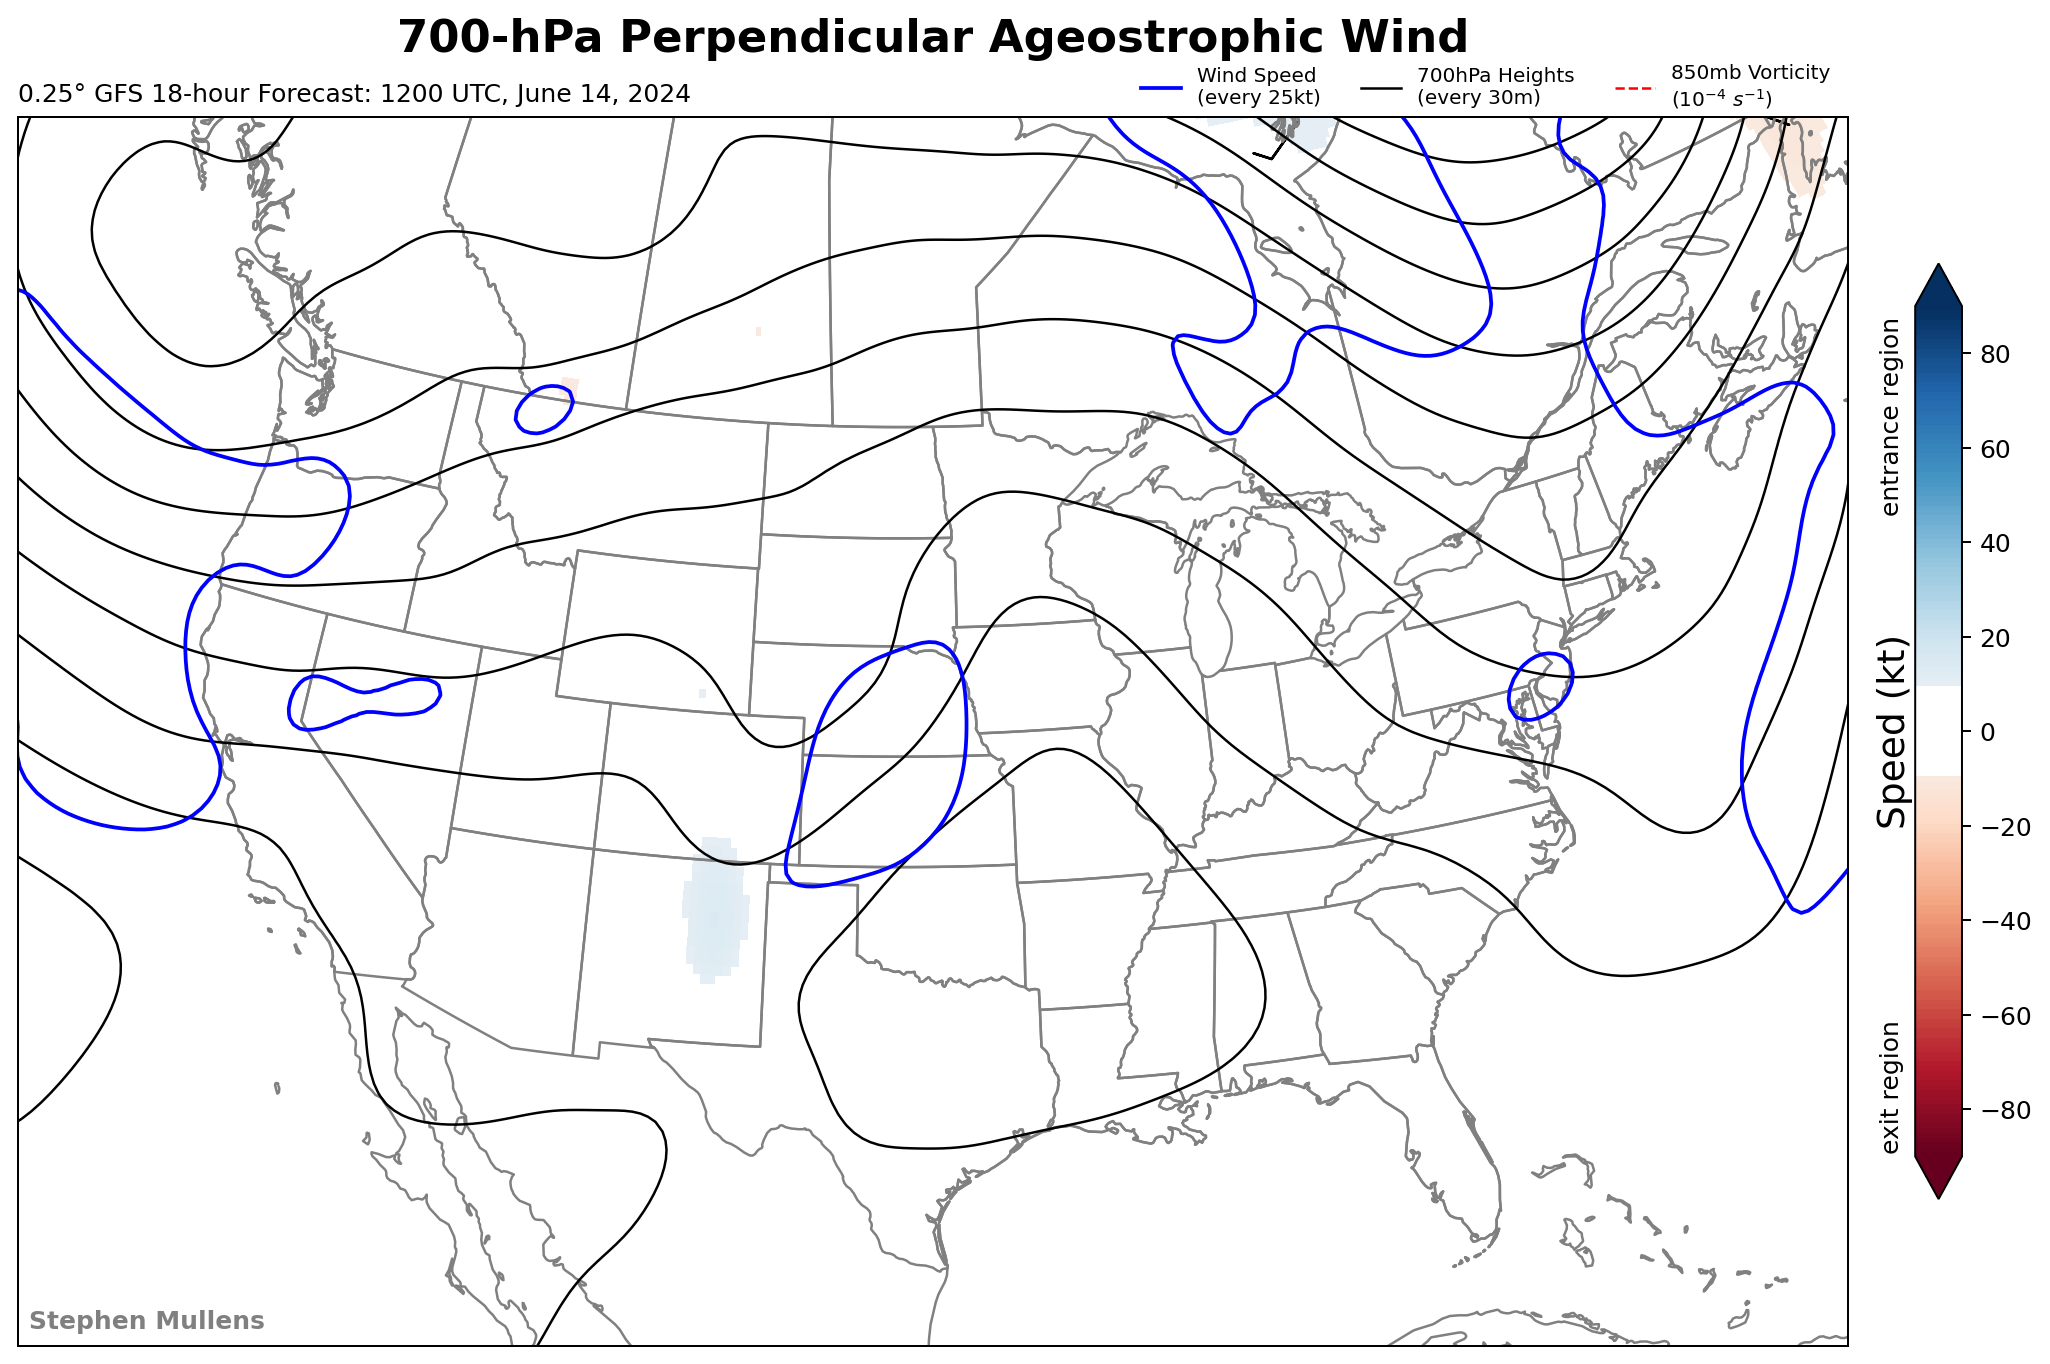 700-hPa Perpendicular Ageostrophic Wind
0.25° GFS 18-hour Forecast: 1200 UTC, June 14, 2024
Wind Speed
(every 25kt)
700hPa Heights
(every 30m)
850mb Vorticity
(10⁻⁴ s⁻¹)
entrance region
Speed (kt)
exit region
80
60
40
20
0
−20
−40
−60
−80
Stephen Mullens